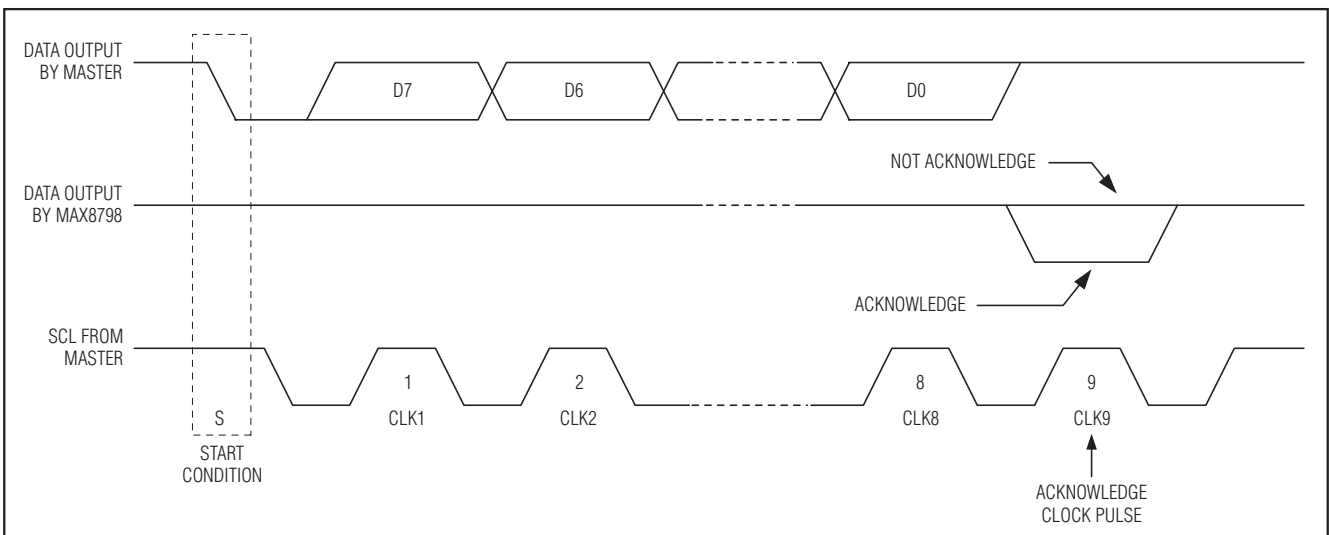 DATA OUTPUT
BY MASTER
D7
D6
D0
NOT ACKNOWLEDGE
DATA OUTPUT
BY MAX8798
ACKNOWLEDGE
SCL FROM
MASTER
1
2
8
9
S
CLK1
CLK2
CLK8
CLK9
START
CONDITION
ACKNOWLEDGE
CLOCK PULSE